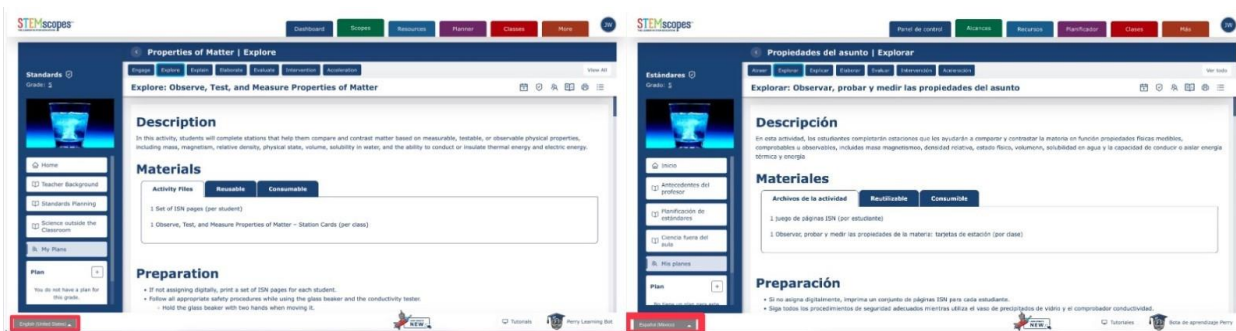 STEMscopes
Dashboard
Scopes
Resources
Planner
Classes
More
JW
Properties of Matter | Explore
Standards
Grade: 5
Engage
Explore
Explain
Elaborate
Evaluate
Intervention
Acceleration
View All
Explore: Observe, Test, and Measure Properties of Matter
Description
In this activity, students will complete stations that help them compare and contrast matter based on measurable, testable, or observable physical properties,
including mass, magnetism, relative density, physical state, volume, solubility in water, and the ability to conduct or insulate thermal energy and electric energy.
Home
Teacher Background
Standards Planning
Science outside the
Classroom
My Plans
Plan
You do not have a plan for
this grade.
Materials
Activity Files
Reusable
Consumable
1 Set of ISN pages (per student)
1 Observe, Test, and Measure Properties of Matter – Station Cards (per class)
Preparation
• If not assigning digitally, print a set of ISN pages for each student.
• Follow all appropriate safety procedures while using the glass beaker and the conductivity tester.
- Hold the glass beaker with two hands when moving it.
English (United States)
NEW
Tutorials
Perry Learning Bot
STEMscopes
Panel de control
Alcances
Recursos
Planificador
Clases
Más
JW
Propiedades del asunto | Explorar
Estándares
Grado: 5
Atraer
Explorar
Explicar
Elaborar
Evaluar
Intervención
Aceleración
Ver todo
Explorar: Observar, probar y medir las propiedades del asunto
Descripción
En esta actividad, los estudiantes completarán estaciones que los ayudarán a comparar y contrastar la materia en función propiedades físicas medibles,
comprobables u observables, incluidas masa magnetismo, densidad relativa, estado físico, volumenn, solubilidad en agua y la capacidad de conducir o aislar energía
térmica y energía
Inicio
Antecedentes del
profesor
Planificación de
estándares
Ciencia fuera del
aula
Mis planes
Plan
Materiales
Archivos de la actividad
Reutilizable
Consumible
1 juego de páginas ISN (por estudiante)
1 Observar, probar y medir las propiedades de la materia: tarjetas de estación (por clase)
Preparación
• Si no asigna digitalmente, imprima un conjunto de páginas ISN para cada estudiante.
• Siga todos los procedimientos de seguridad adecuados mientras utiliza el vaso de precipitados de vidrio y el comprobador conductividad.
Español (México)
NEW
Tutoriales
Bota de aprendizaje Perry